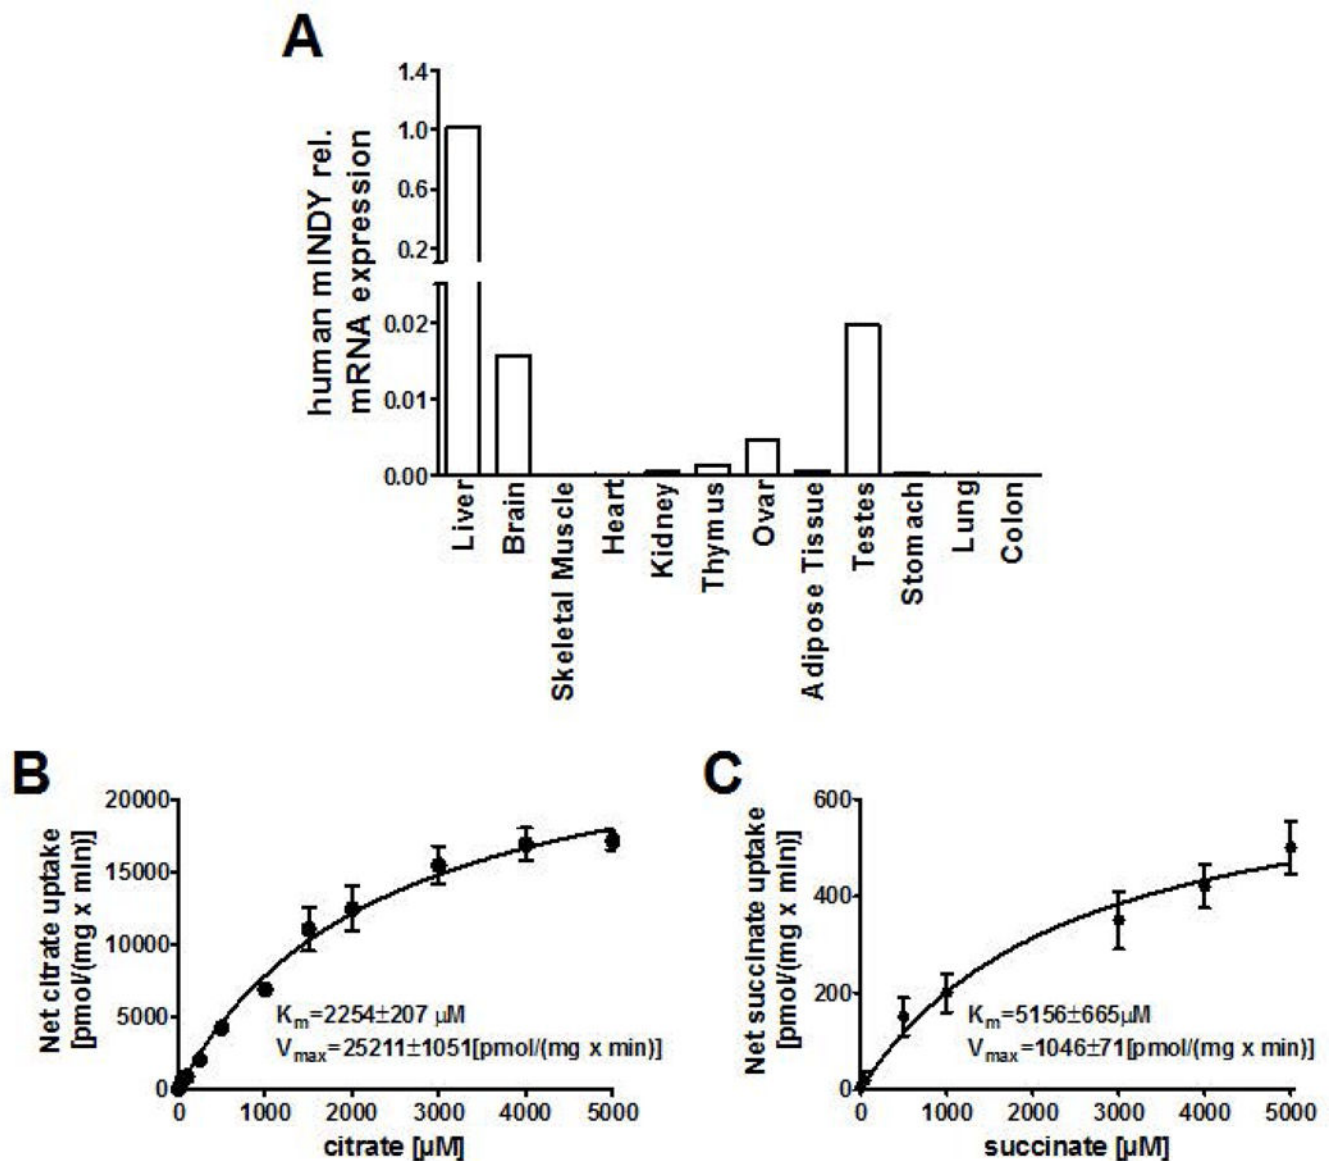 A
human mINDY rel.
mRNA expression
1.4
1.0
0.6
0.2
0.02
0.01
0.00
Liver
Brain
Skeletal Muscle
Heart
Kidney
Thymus
Ovar
Adipose Tissue
Testes
Stomach
Lung
Colon
B
Net citrate uptake
[pmol/(mg x min)]
20000
15000
10000
5000
0
Km=2254±207 µM
Vmax=25211±1051[pmol/(mg x min)]
0 1000 2000 3000 4000 5000
citrate [µM]
C
Net succinate uptake
[pmol/(mg x min)]
600
400
200
0
Km=5156±665µM
Vmax=1046±71[pmol/(mg x min)]
0 1000 2000 3000 4000 5000
succinate [µM]